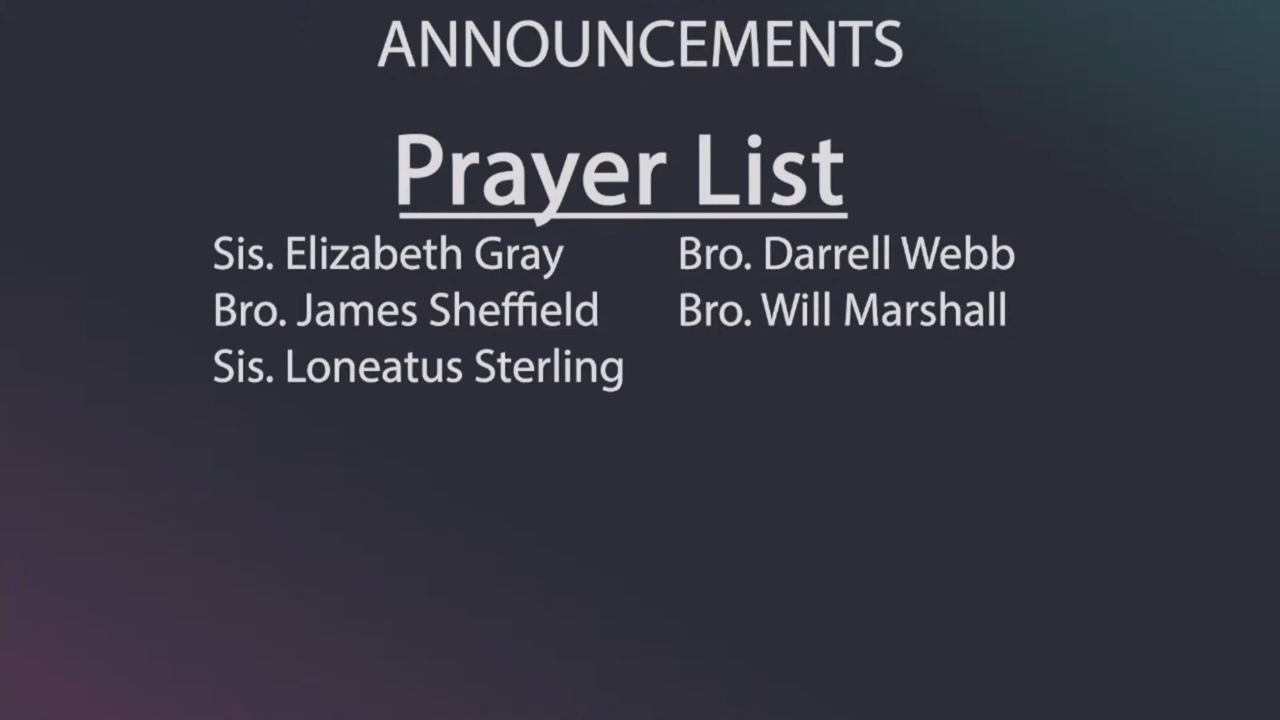 ANNOUNCEMENTS
Prayer List
Sis. Elizabeth Gray
Bro. James Sheffield
Sis. Loneatus Sterling
Bro. Darrell Webb
Bro. Will Marshall